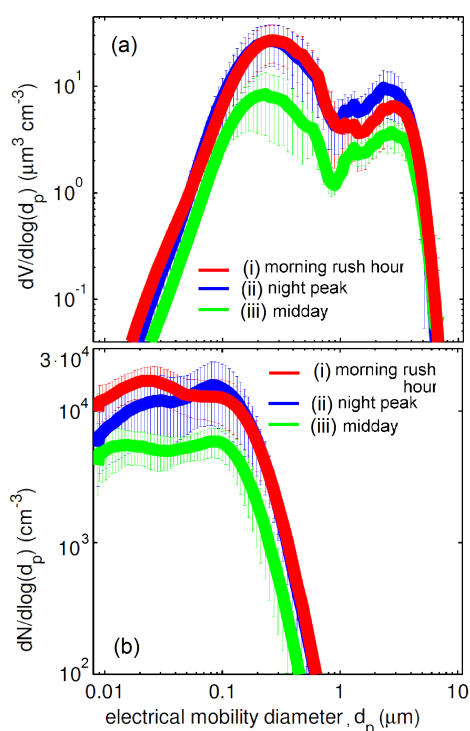 (a)
dV/dlog(dₚ) (μm³ cm⁻³)
10¹
10⁰
10⁻¹
(i) morning rush hour
(ii) night peak
(iii) midday
3·10⁴
10⁴
10³
10²
dN/dlog(dₚ) (cm⁻³)
(i) morning rush
hour
(ii) night peak
(iii) midday
(b)
0.01 0.1 1 10
electrical mobility diameter, dₚ (μm)